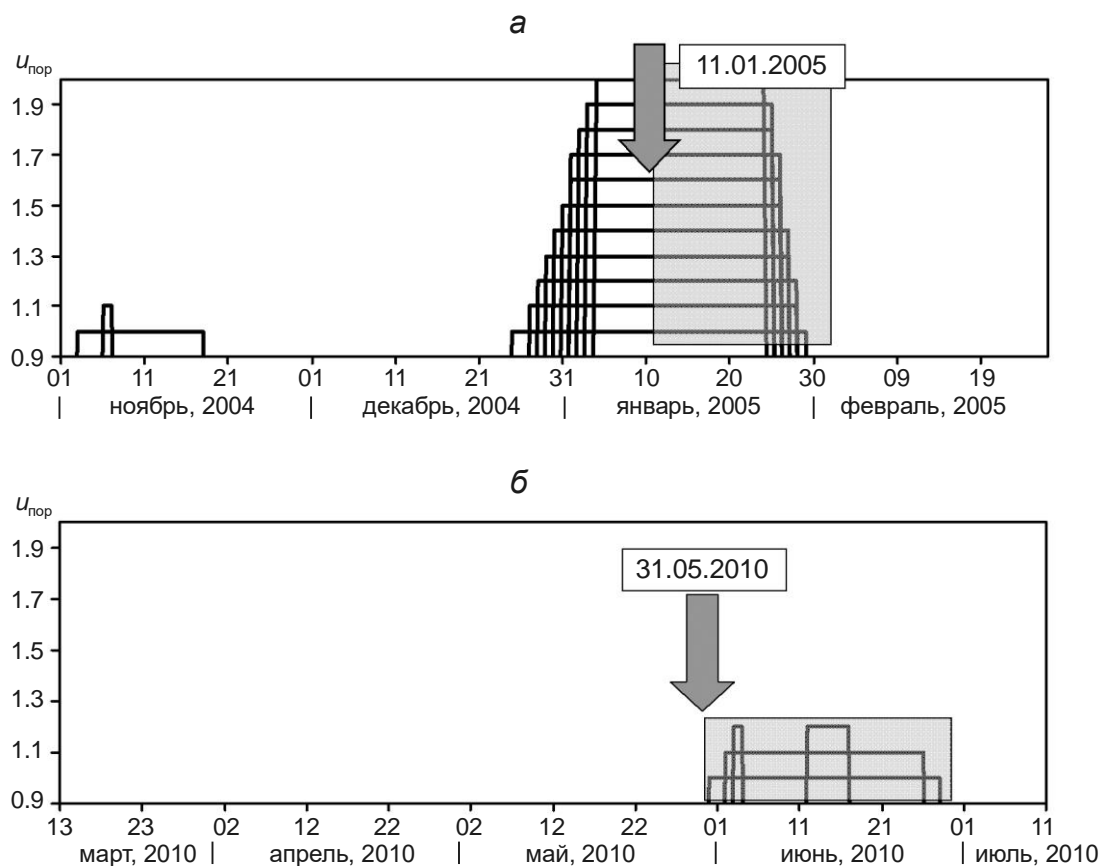 а
uпор
11.01.2005
1.9
1.7
1.5
1.3
1.1
0.9
01 11 21 01 11 21 31 10 20 30 09 19
| ноябрь, 2004 | декабрь, 2004 | январь, 2005 | февраль, 2005
б
uпор
1.9
31.05.2010
1.7
1.5
1.3
1.1
0.9
13 23 02 12 22 02 12 22 01 11 21 01 11
март, 2010 | апрель, 2010 | май, 2010 | июнь, 2010 | июль, 2010